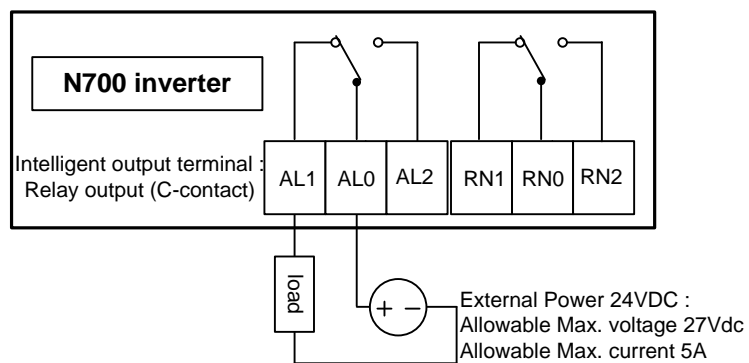 N700 inverter
Intelligent output terminal :
Relay output (C-contact)
AL1 AL0 AL2 RN1 RN0 RN2
load
+ −
External Power 24VDC :
Allowable Max. voltage 27Vdc
Allowable Max. current 5A